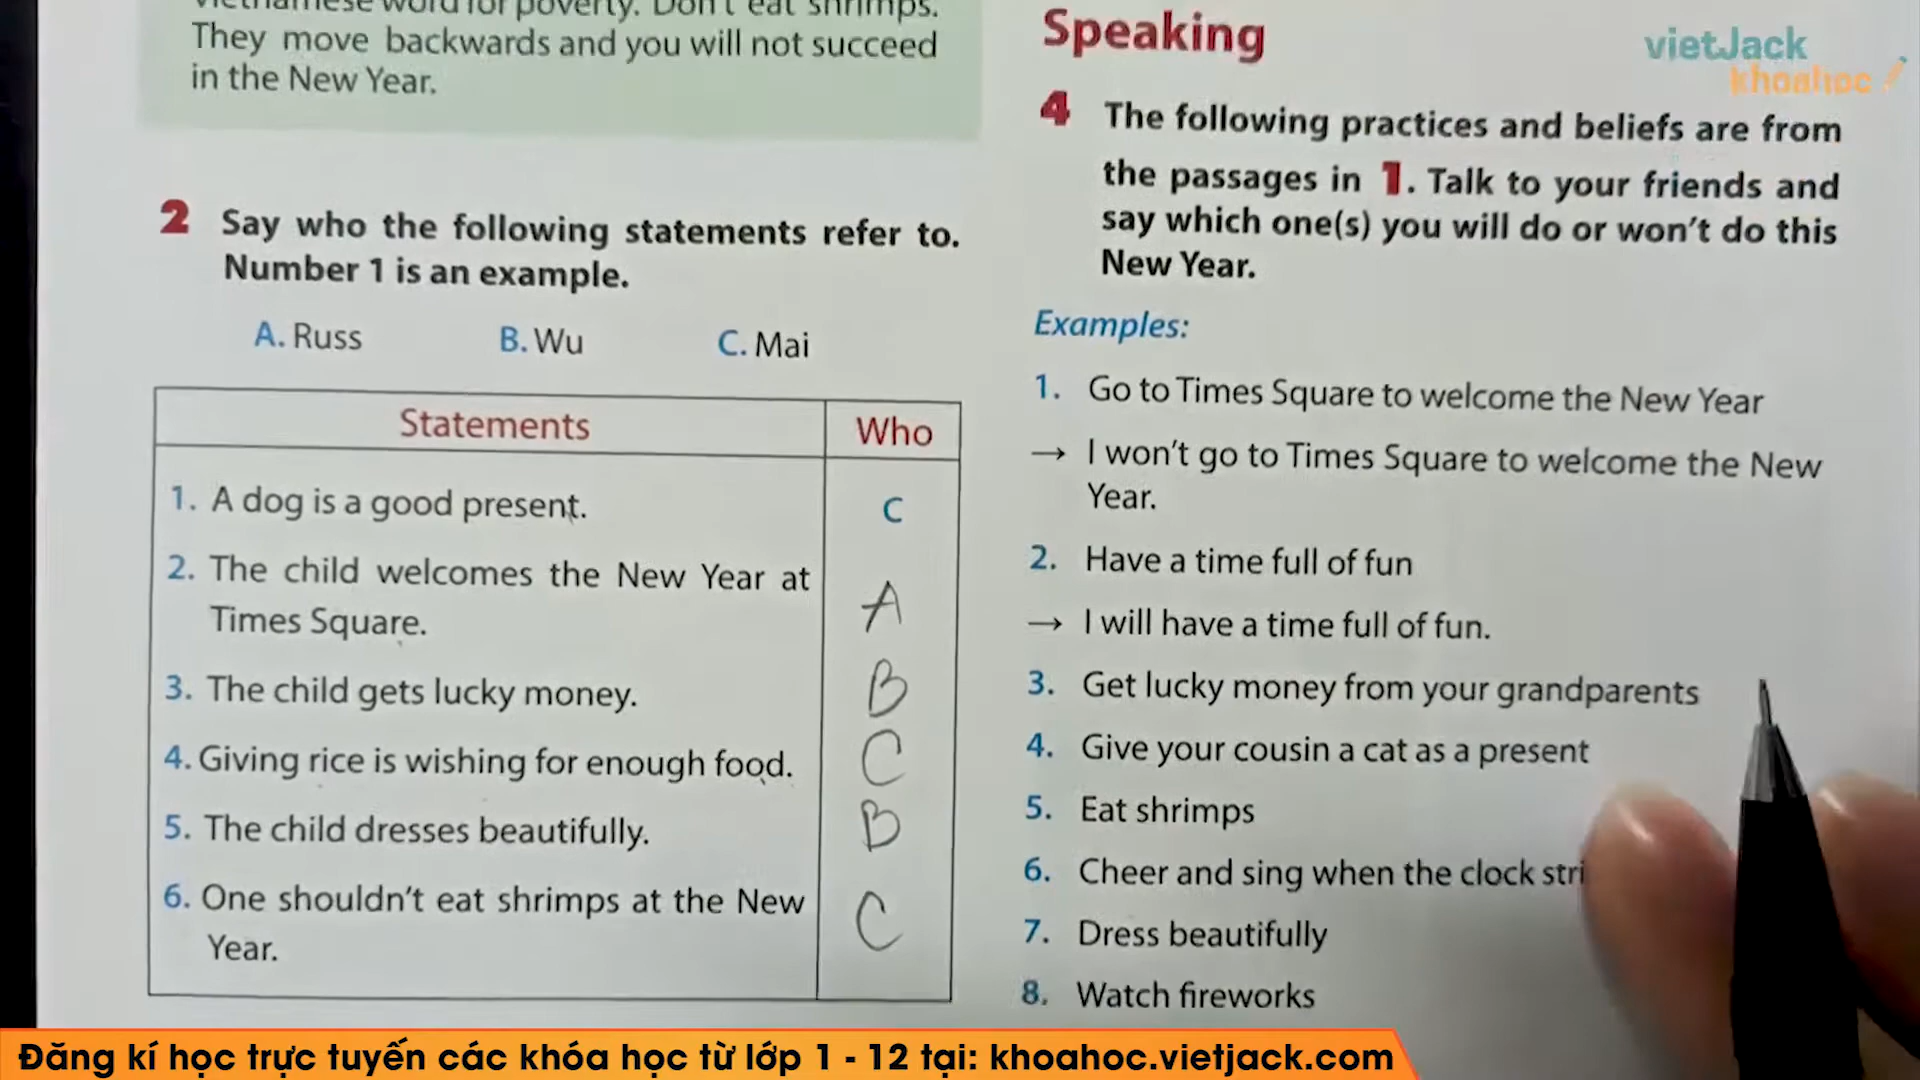 Vietnamese word for poverty. Don't eat shrimps.
They move backwards and you will not succeed
in the New Year.
2 Say who the following statements refer to.
Number 1 is an example.
A. Russ B. Wu C. Mai
Statements Who
1. A dog is a good present. C
2. The child welcomes the New Year at
Times Square. A
3. The child gets lucky money. B
4. Giving rice is wishing for enough food. C
5. The child dresses beautifully. B
6. One shouldn't eat shrimps at the New
Year. C
Speaking
vietJack
khoahoc
4 The following practices and beliefs are from
the passages in 1. Talk to your friends and
say which one(s) you will do or won't do this
New Year.
Examples:
1. Go to Times Square to welcome the New Year
→ I won't go to Times Square to welcome the New
Year.
2. Have a time full of fun
→ I will have a time full of fun.
3. Get lucky money from your grandparents
4. Give your cousin a cat as a present
5. Eat shrimps
6. Cheer and sing when the clock stri
7. Dress beautifully
8. Watch fireworks
Đăng kí học trực tuyến các khóa học từ lớp 1 - 12 tại: khoahoc.vietjack.com